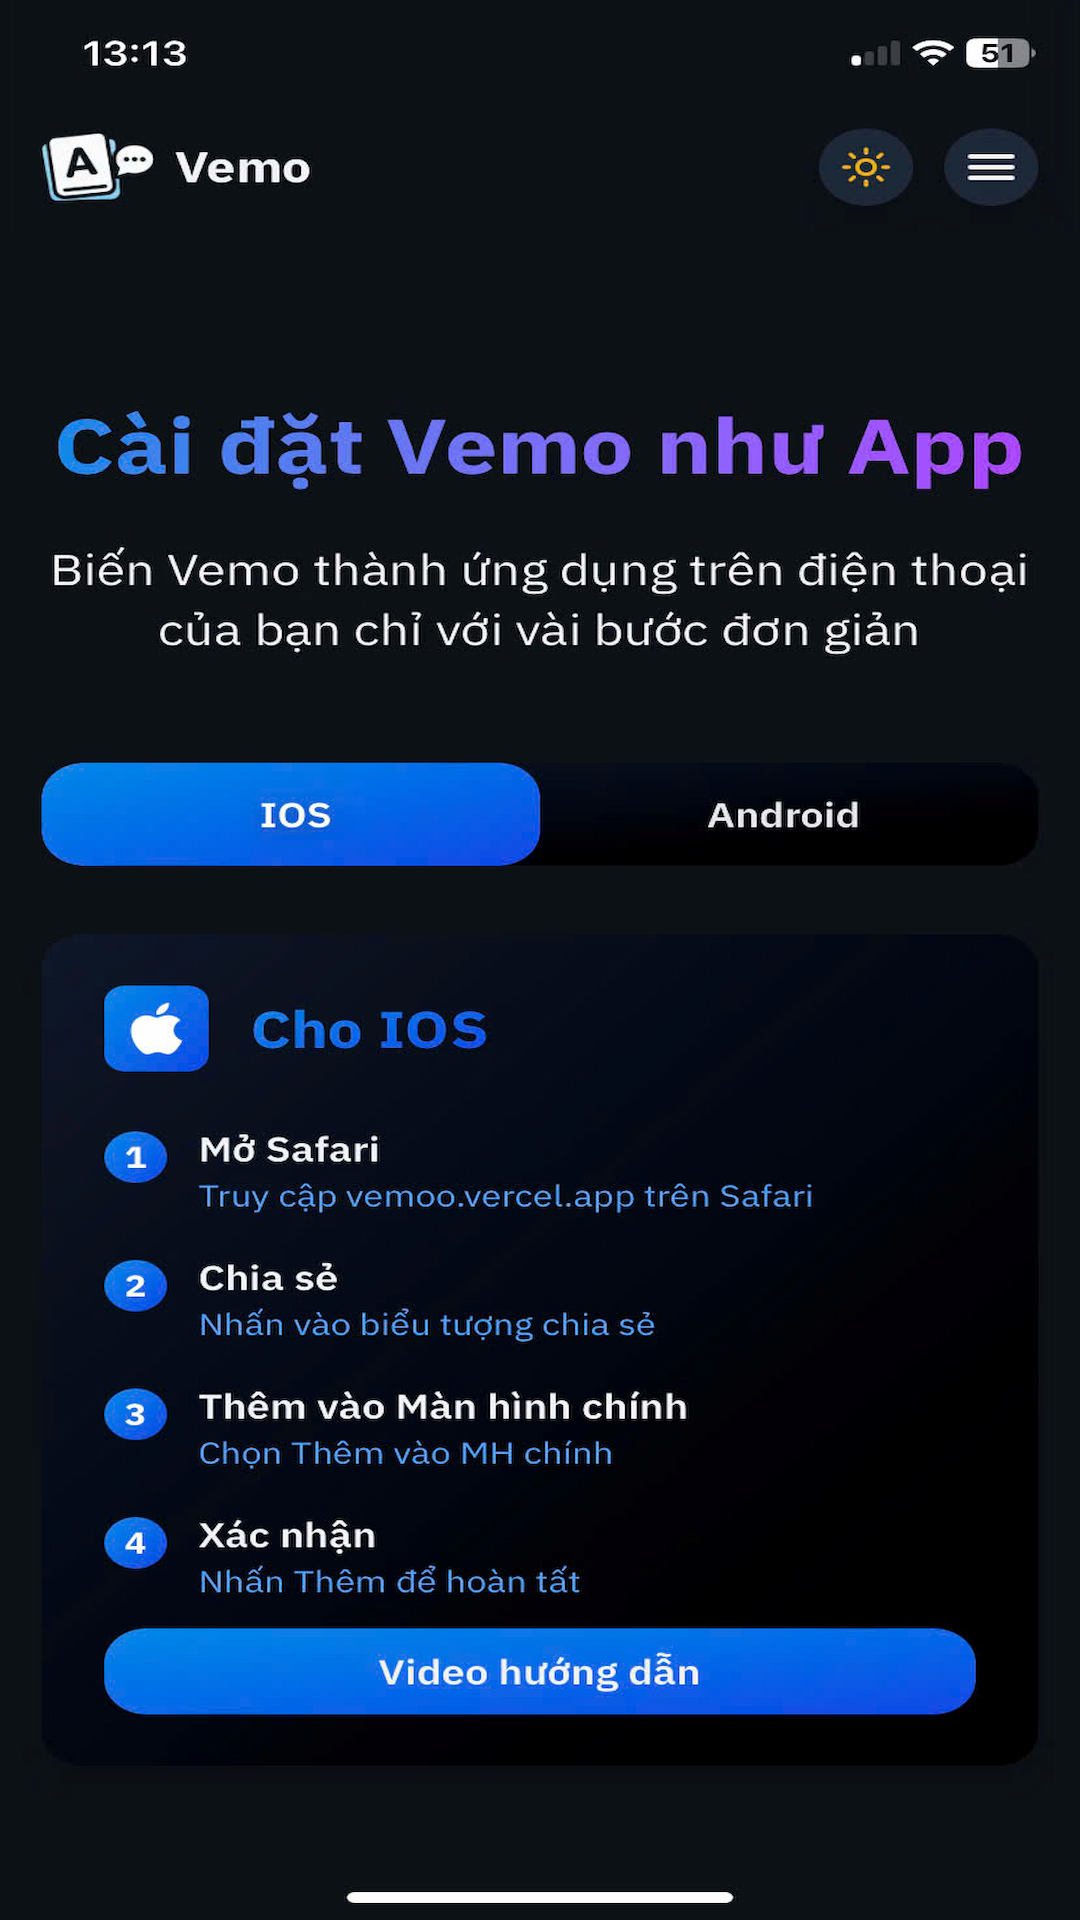 13:13
51
A
Vemo
Cài đặt Vemo như App
Biến Vemo thành ứng dụng trên điện thoại
của bạn chỉ với vài bước đơn giản
IOS
Android
Cho IOS
1
Mở Safari
Truy cập vemoo.vercel.app trên Safari
2
Chia sẻ
Nhấn vào biểu tượng chia sẻ
3
Thêm vào Màn hình chính
Chọn Thêm vào MH chính
4
Xác nhận
Nhấn Thêm để hoàn tất
Video hướng dẫn